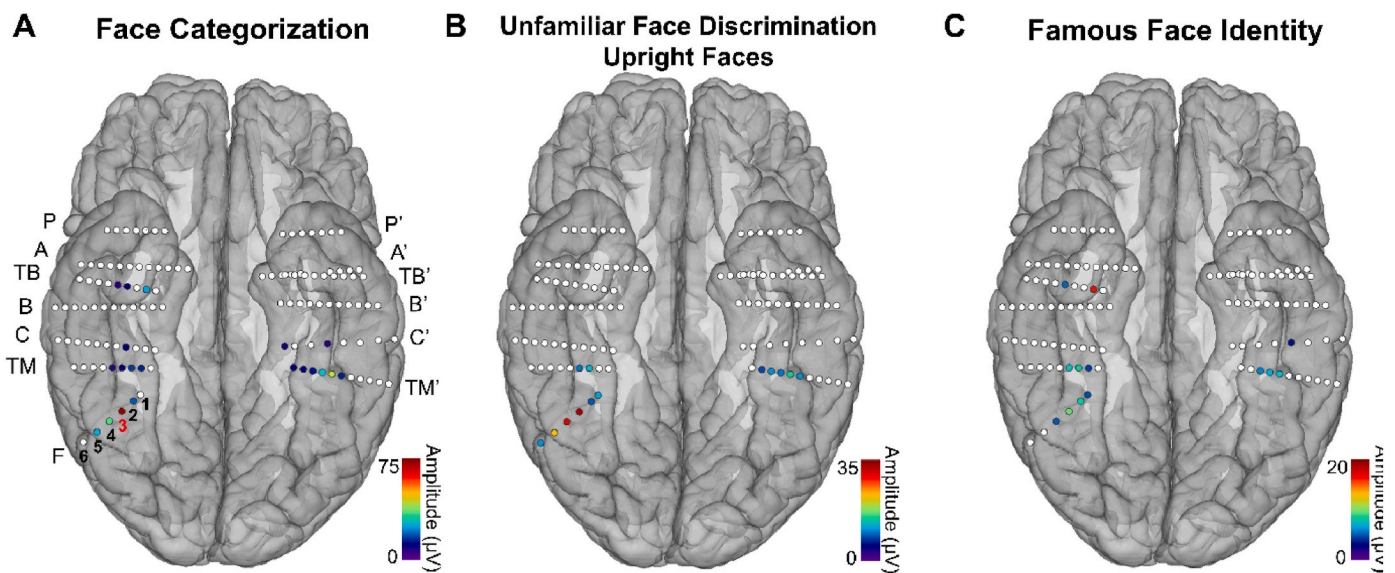 A Face Categorization
B Unfamiliar Face Discrimination
Upright Faces
C Famous Face Identity
P
P'
A
A'
TB
TB'
B
B'
C
C'
TM
TM'
1
2
3
4
5
F 6
75
0
Amplitude (µV)
35
0
Amplitude (µV)
20
0
Amplitude (µV)